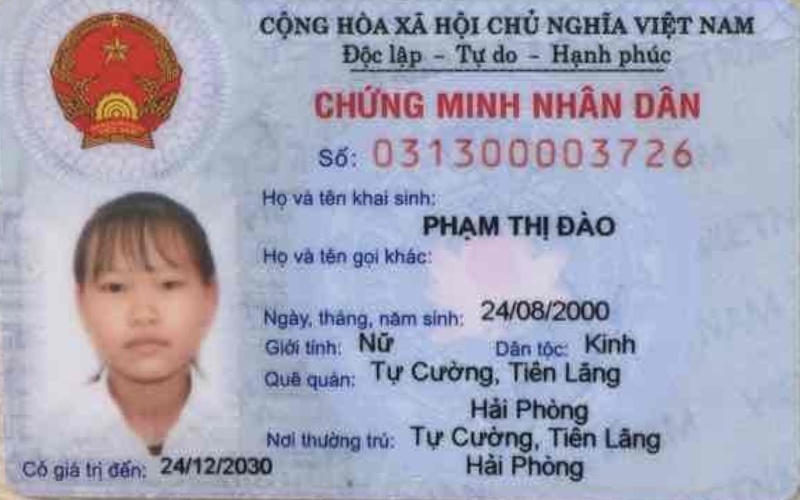 CỘNG HÒA XÃ HỘI CHỦ NGHĨA VIỆT NAM
Độc lập - Tự do - Hạnh phúc
CHỨNG MINH NHÂN DÂN
Số: 031300003726
Họ và tên khai sinh:
PHẠM THỊ ĐÀO
Họ và tên gọi khác:
Ngày, tháng, năm sinh: 24/08/2000
Giới tính: Nữ Dân tộc: Kinh
Quê quán: Tự Cường, Tiên Lãng
Hải Phòng
Nơi thường trú: Tự Cường, Tiên Lãng
Hải Phòng
Có giá trị đến: 24/12/2030